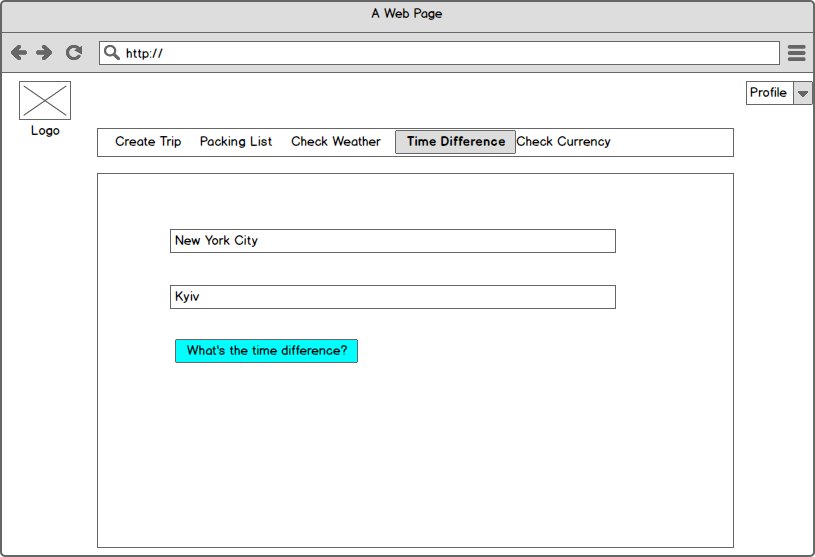 A Web Page
http://
Profile
Logo
Create Trip Packing List Check Weather Time Difference Check Currency
New York City
Kyiv
What's the time difference?